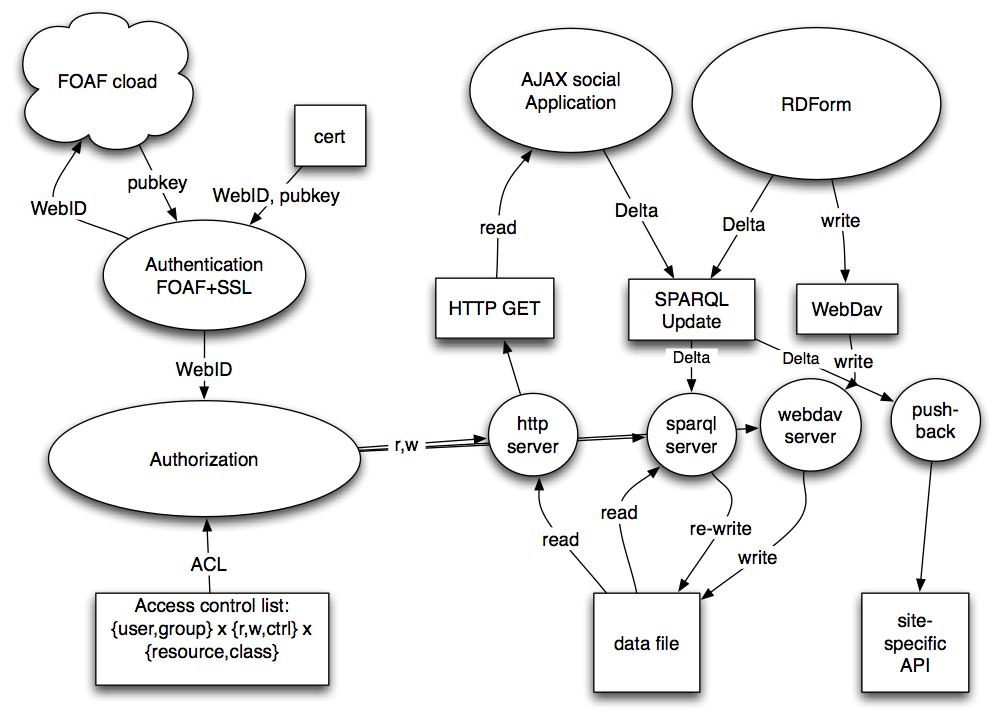 FOAF cload
cert
pubkey
WebID
WebID, pubkey
Authentication
FOAF+SSL
WebID
Authorization
ACL
Access control list:
{user,group} x {r,w,ctrl} x
{resource,class}
AJAX social
Application
RDForm
read
Delta
Delta
write
HTTP GET
SPARQL
Update
WebDav
Delta
Delta
write
r,w
http
server
sparql
server
webdav
server
push-
back
read
read
re-write
write
data file
site-
specific
API